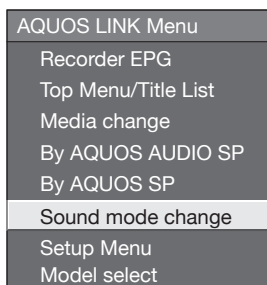 AQUOS LINK Menu
Recorder EPG
Top Menu/Title List
Media change
By AQUOS AUDIO SP
By AQUOS SP
Sound mode change
Setup Menu
Model select